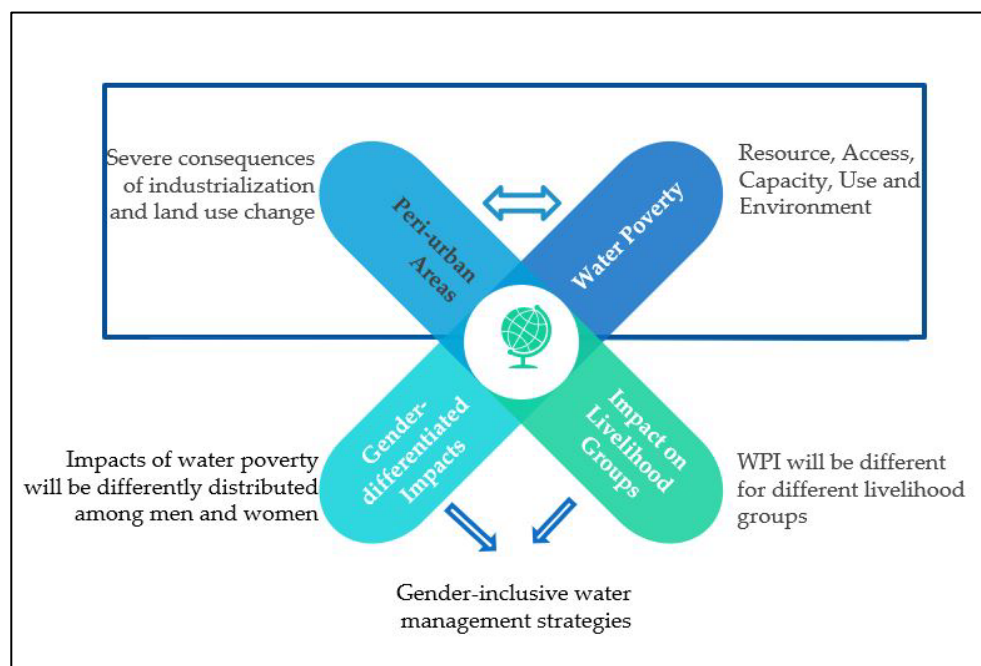 Severe consequences
of industrialization
and land use change
Peri-urban
Areas
Water Poverty
Resource, Access,
Capacity, Use and
Environment
Impacts of water poverty
will be differently distributed
among men and women
Gender-
differentiated
Impacts
Impact on
Livelihood
Groups
WPI will be different
for different livelihood
groups
Gender-inclusive water
management strategies